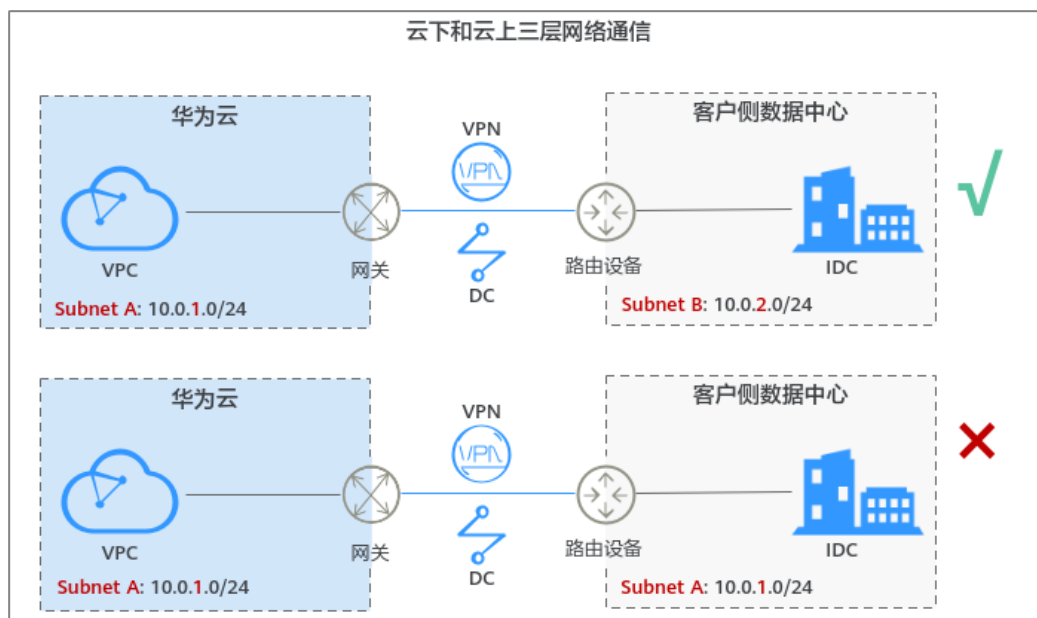 云下和云上三层网络通信
华为云
客户侧数据中心
VPN
VPN
√
VPC
网关
DC
路由设备
IDC
Subnet A: 10.0.1.0/24
Subnet B: 10.0.2.0/24
华为云
客户侧数据中心
VPN
VPN
×
VPC
网关
DC
路由设备
IDC
Subnet A: 10.0.1.0/24
Subnet A: 10.0.1.0/24